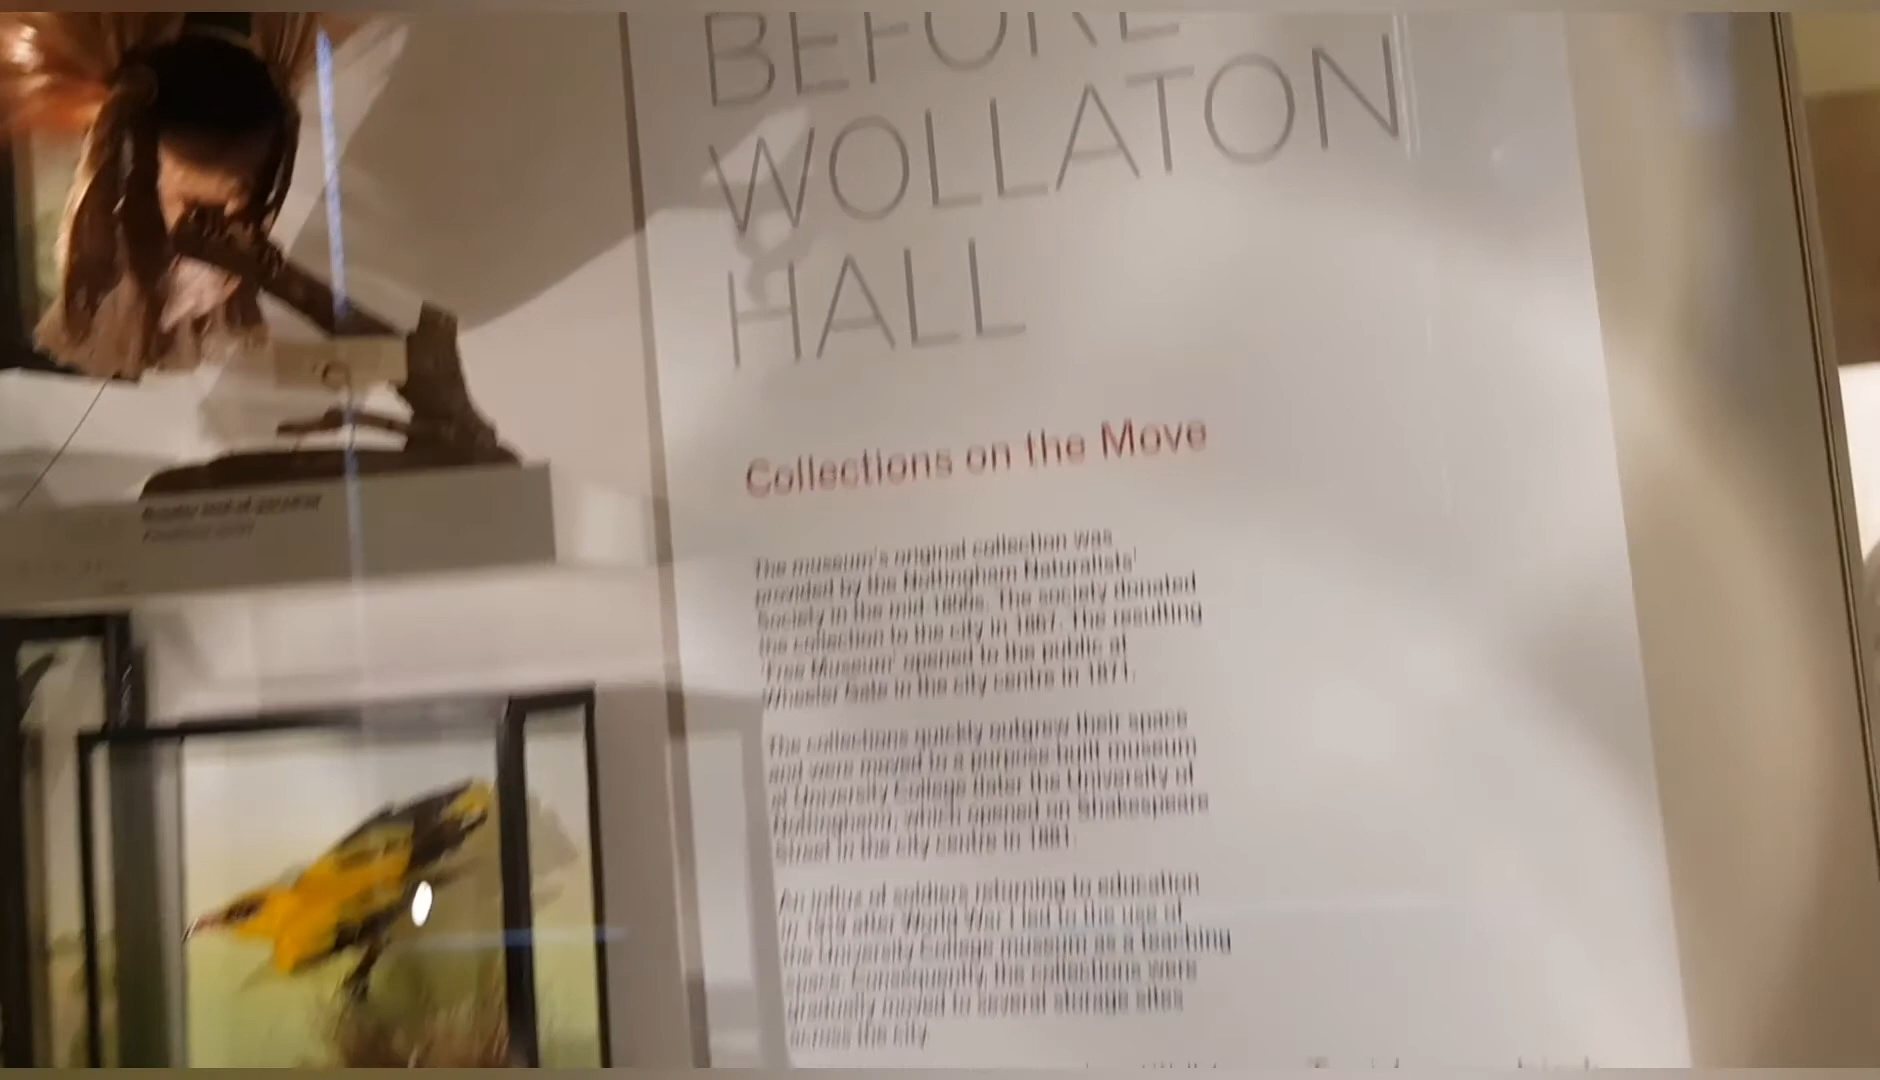 BEFORE
WOLLATON
HALL
Collections on the Move
The museum's original collection was
provided by the Nottingham Naturalists'
Society in the mid The society donated
the collection to the city in 1867. The resulting
'Free Museum' opened to the public at
Wheeler Gate in the city centre in 1871.
The collections quickly outgrew their space
and were moved to a purpose-built museum
at University College (later the University of
Nottingham), which opened on Shakespeare
Street in the city centre in 1881.
An influx of soldiers returning to education
in 1919 after World War I led to the use of
the University College museum as a teaching
space. Consequently, the collections were
gradually moved to several storage sites
across the city.